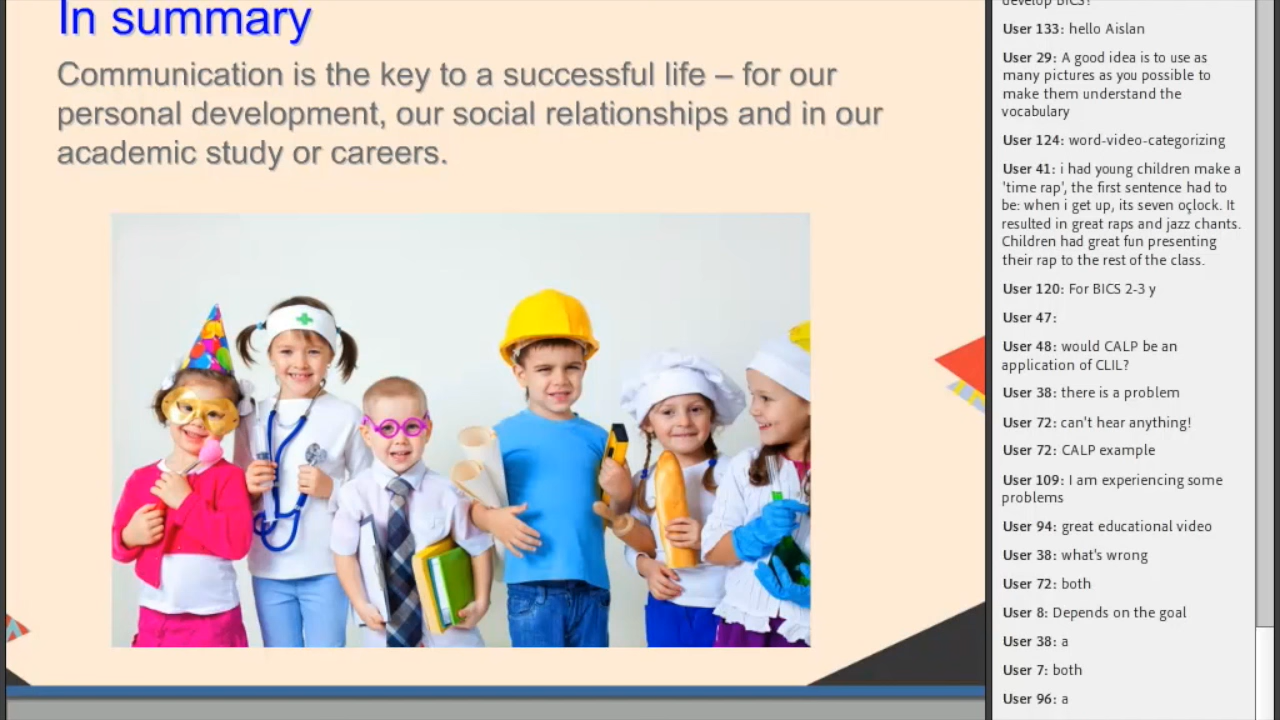 In summary
Communication is the key to a successful life – for our
personal development, our social relationships and in our
academic study or careers.
develop BICS?
User 133: hello Aislan
User 29: A good idea is to use as
many pictures as you possible to
make them understand the
vocabulary
User 124: word-video-categorizing
User 41: i had young children make a
'time rap', the first sentence had to
be: when i get up, its seven oçlock. It
resulted in great raps and jazz chants.
Children had great fun presenting
their rap to the rest of the class.
User 120: For BICS 2-3 y
User 47:
User 48: would CALP be an
application of CLIL?
User 38: there is a problem
User 72: can't hear anything!
User 72: CALP example
User 109: I am experiencing some
problems
User 94: great educational video
User 38: what's wrong
User 72: both
User 8: Depends on the goal
User 38: a
User 7: both
User 96: a